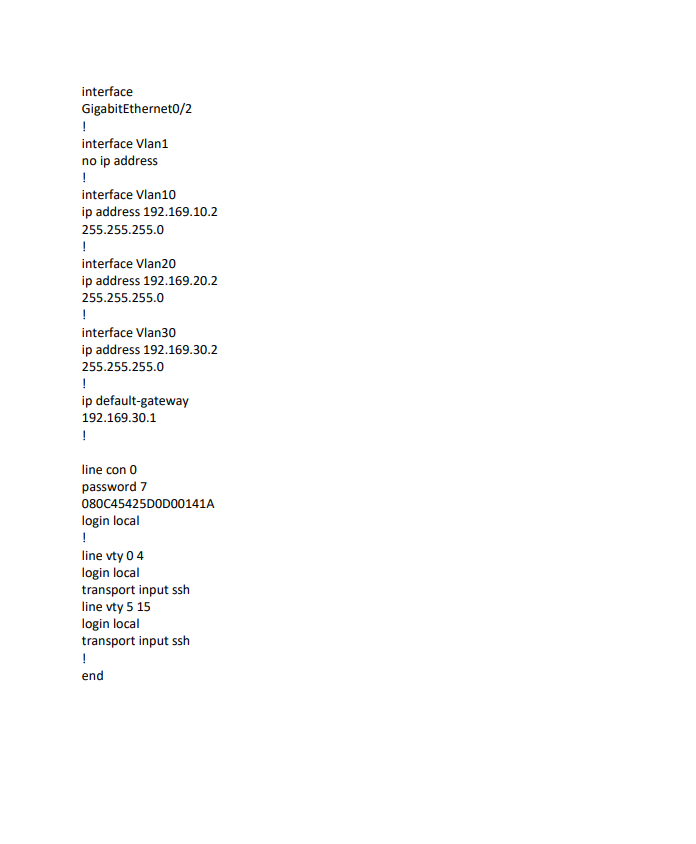 interface
GigabitEthernet0/2
!
interface Vlan1
no ip address
!
interface Vlan10
ip address 192.169.10.2
255.255.255.0
!
interface Vlan20
ip address 192.169.20.2
255.255.255.0
!
interface Vlan30
ip address 192.169.30.2
255.255.255.0
!
ip default-gateway
192.169.30.1
!
line con 0
password 7
080C45425D0D00141A
login local
!
line vty 0 4
login local
transport input ssh
line vty 5 15
login local
transport input ssh
!
end